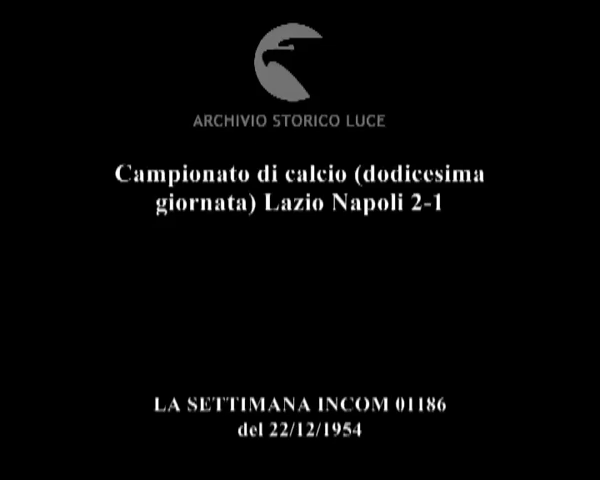 ARCHIVIO STORICO LUCE
Campionato di calcio (dodicesima
giornata) Lazio Napoli 2-1
LA SETTIMANA INCOM 01186
del 22/12/1954